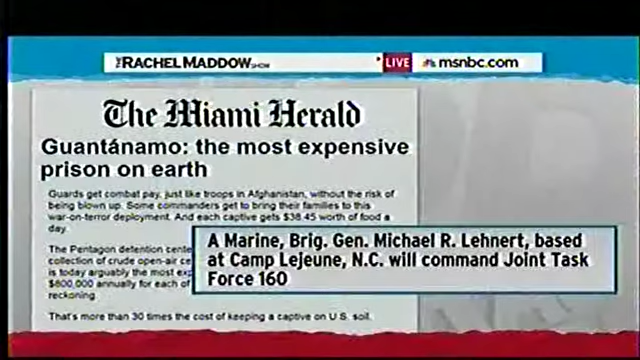 THE RACHEL MADDOW SHOW
LIVE
msnbc.com
The Miami Herald
Guantánamo: the most expensive
prison on earth
Guards get combat pay, just like troops in Afghanistan, without the risk of
being blown up. Some commanders get to bring their families to this
war-on-terror deployment. And each captive gets $38.45 worth of food a
day.
The Pentagon detention cente
collection of crude open-air ce
is today arguably the most exp
$800,000 annually for each of
reckoning.
That's more than 30 times the cost of keeping a captive on U.S. soil.
A Marine, Brig. Gen. Michael R. Lehnert, based
at Camp Lejeune, N.C. will command Joint Task
Force 160